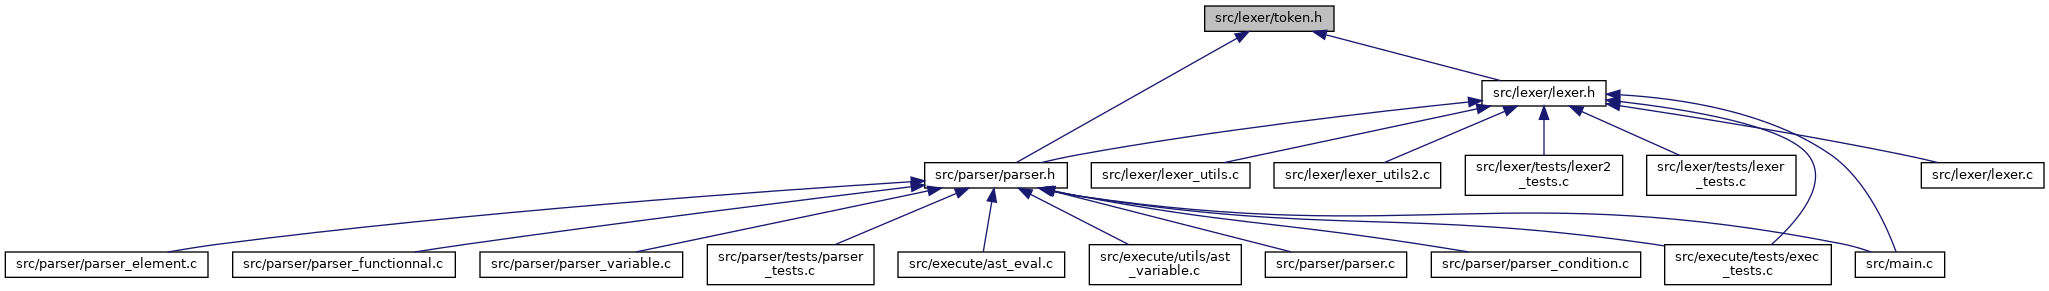 src/lexer/token.h
src/lexer/lexer.h
src/parser/parser.h
src/lexer/lexer_utils.c
src/lexer/lexer_utils2.c
src/lexer/tests/lexer2
_tests.c
src/lexer/tests/lexer
_tests.c
src/lexer/lexer.c
src/parser/parser_element.c
src/parser/parser_functionnal.c
src/parser/parser_variable.c
src/parser/tests/parser
_tests.c
src/execute/ast_eval.c
src/execute/utils/ast
_variable.c
src/parser/parser.c
src/parser/parser_condition.c
src/execute/tests/exec
_tests.c
src/main.c